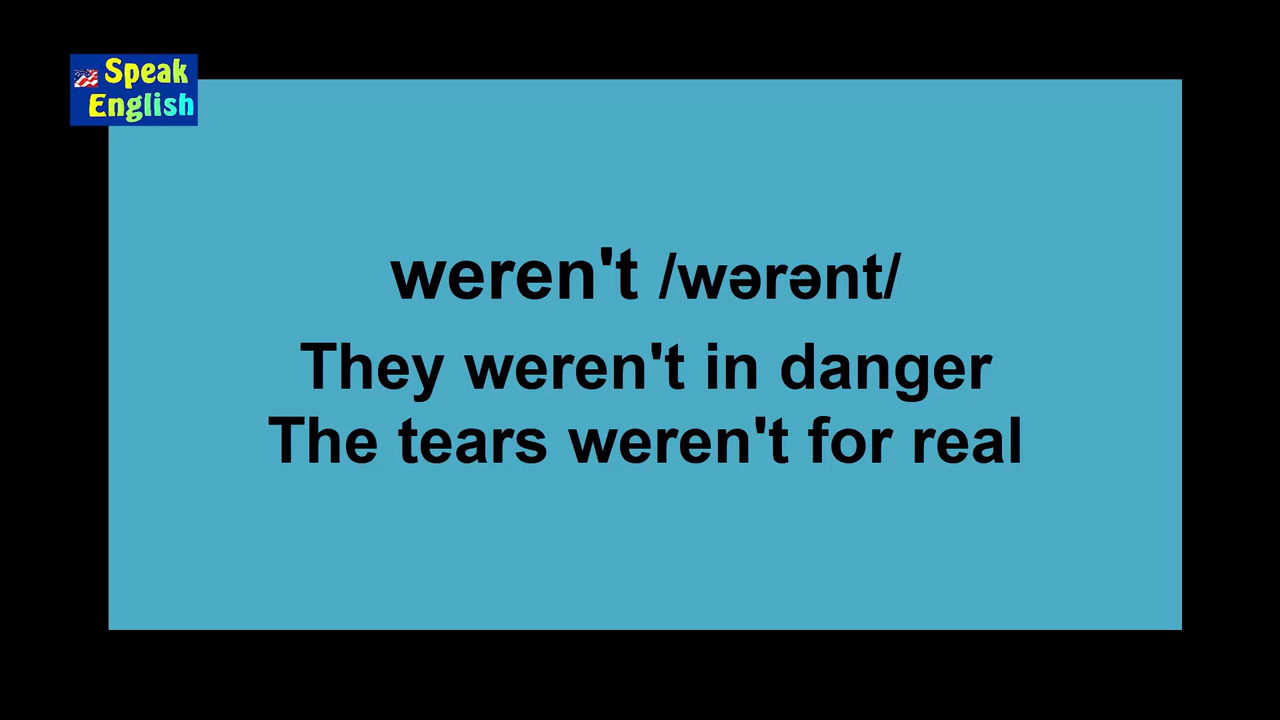 Speak
English
weren't /wərənt/
They weren't in danger
The tears weren't for real